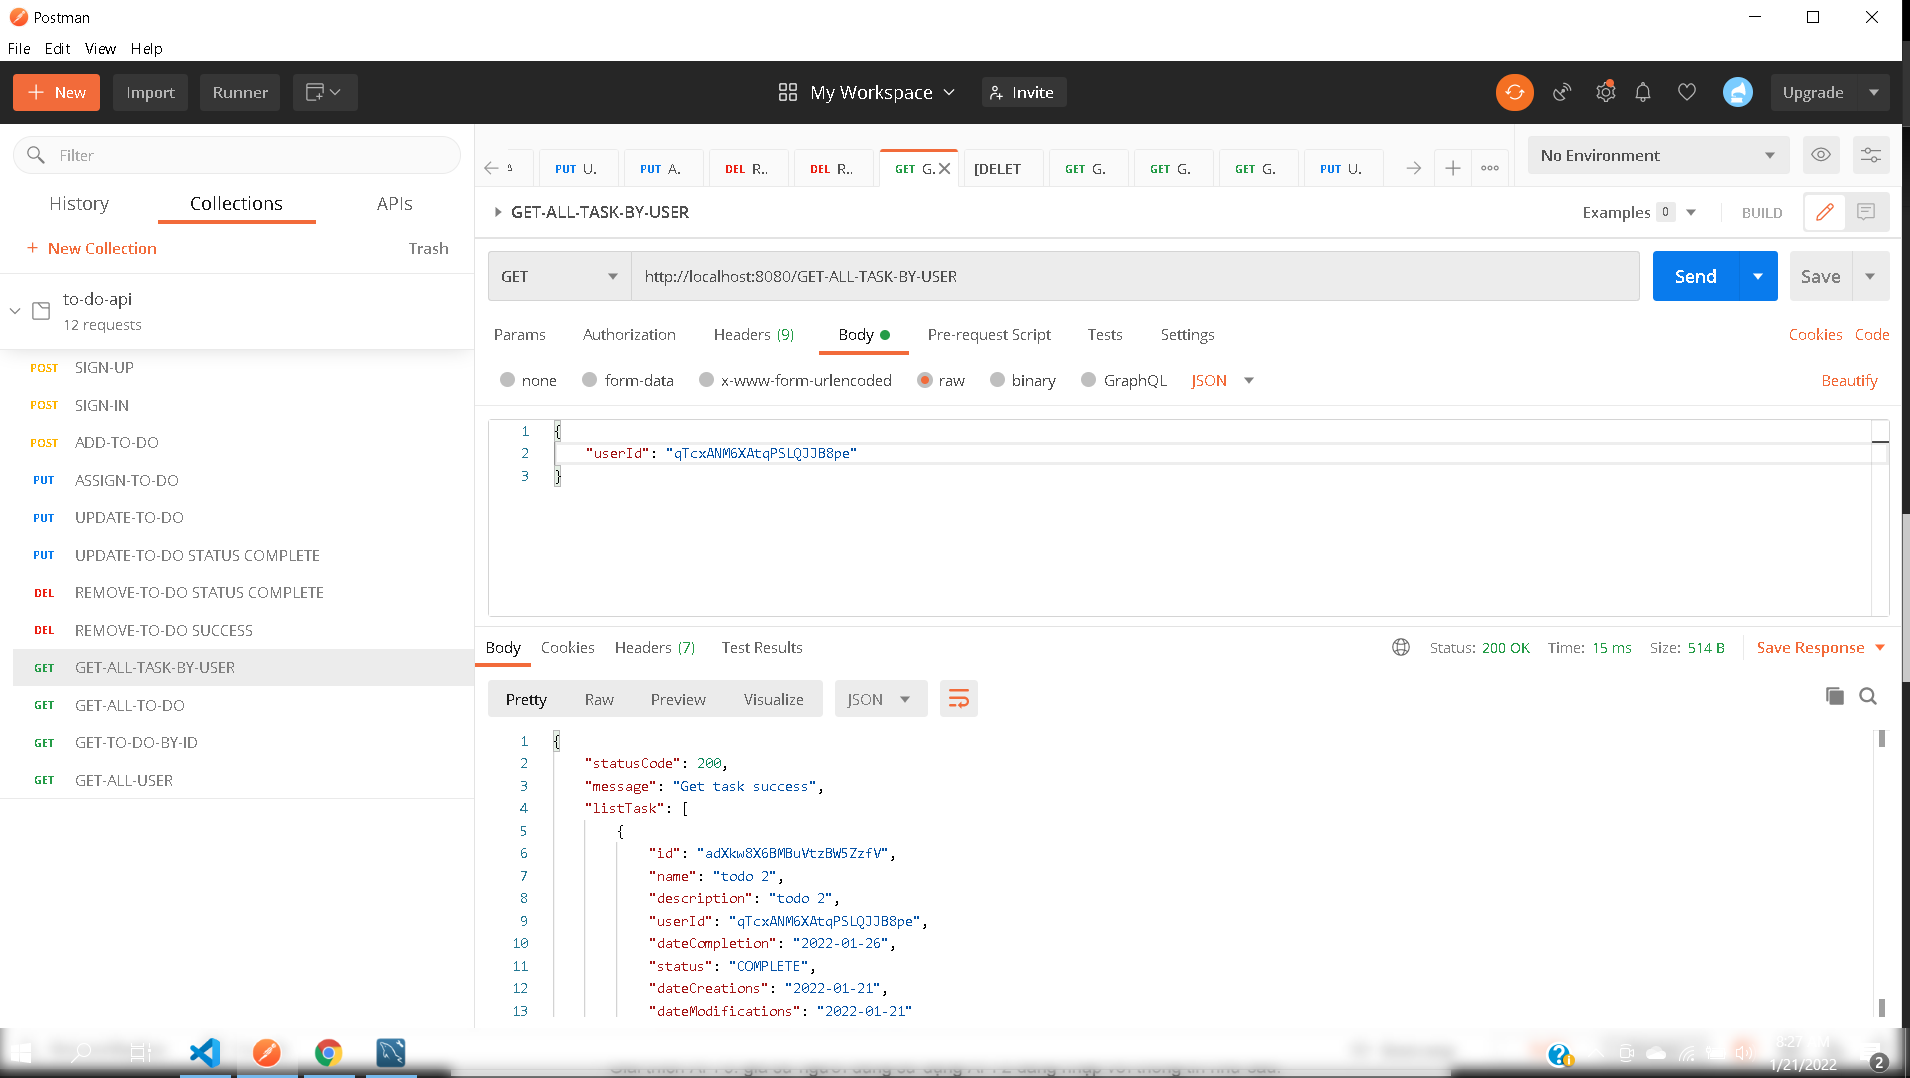 Postman
File Edit View Help
New Import Runner My Workspace Invite Upgrade
Filter
History Collections APIs
+ New Collection Trash
to-do-api
12 requests
POST SIGN-UP
POST SIGN-IN
POST ADD-TO-DO
PUT ASSIGN-TO-DO
PUT UPDATE-TO-DO
PUT UPDATE-TO-DO STATUS COMPLETE
DEL REMOVE-TO-DO STATUS COMPLETE
DEL REMOVE-TO-DO SUCCESS
GET GET-ALL-TASK-BY-USER
GET GET-ALL-TO-DO
GET GET-TO-DO-BY-ID
GET GET-ALL-USER
PUT U. PUT A. DEL R.. DEL R.. GET G. [DELET GET G. GET G. GET G. PUT U.
No Environment
GET-ALL-TASK-BY-USER Examples 0 BUILD
GET http://localhost:8080/GET-ALL-TASK-BY-USER Send Save
Params Authorization Headers (9) Body Pre-request Script Tests Settings Cookies Code
none form-data x-www-form-urlencoded raw binary GraphQL JSON Beautify
1 {
2 "userId": "qTcxANM6XAtqPSLQJJB8pe"
3 }
Body Cookies Headers (7) Test Results Status: 200 OK Time: 15 ms Size: 514 B Save Response
Pretty Raw Preview Visualize JSON
1 {
2 "statusCode": 200,
3 "message": "Get task success",
4 "listTask": [
5 {
6 "id": "adXkw8X6BMBuVtzBW5ZzfV",
7 "name": "todo 2",
8 "description": "todo 2",
9 "userId": "qTcxANM6XAtqPSLQJJB8pe",
10 "dateCompletion": "2022-01-26",
11 "status": "COMPLETE",
12 "dateCreations": "2022-01-21",
13 "dateModifications": "2022-01-21"
1/21/2022
2